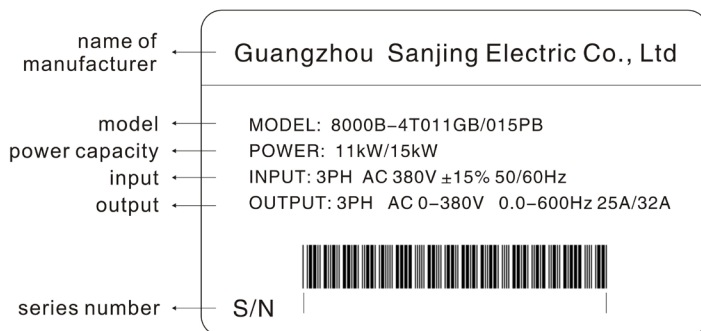 name of
manufacturer
Guangzhou Sanjing Electric Co., Ltd
model
MODEL: 8000B-4T011GB/015PB
power capacity
POWER: 11kW/15kW
input
INPUT: 3PH AC 380V ±15% 50/60Hz
output
OUTPUT: 3PH AC 0-380V 0.0-600Hz 25A/32A
series number
S/N